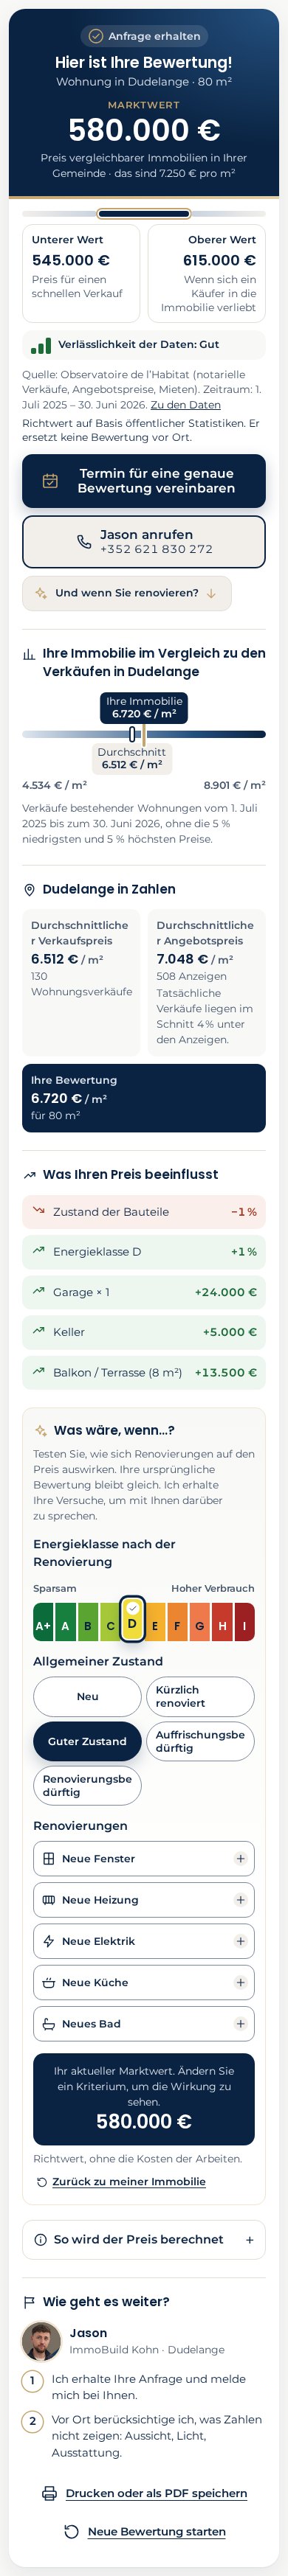 Anfrage erhalten
Hier ist Ihre Bewertung!
Wohnung in Dudelange · 80 m²
MARKTWERT
580.000 €
Preis vergleichbarer Immobilien in Ihrer
Gemeinde · das sind 7.250 € pro m²
Unterer Wert
545.000 €
Preis für einen
schnellen Verkauf
Oberer Wert
615.000 €
Wenn sich ein
Käufer in die
Immobilie verliebt
Verlässlichkeit der Daten: Gut
Quelle: Observatoire de l'Habitat (notarielle
Verkäufe, Angebotspreise, Mieten). Zeitraum: 1.
Juli 2025 – 30. Juni 2026. Zu den Daten
Richtwert auf Basis öffentlicher Statistiken. Er
ersetzt keine Bewertung vor Ort.
Termin für eine genaue
Bewertung vereinbaren
Jason anrufen
+352 621 830 272
Und wenn Sie renovieren?
Ihre Immobilie im Vergleich zu den
Verkäufen in Dudelange
Ihre Immobilie
6.720 € / m²
Durchschnitt
6.512 € / m²
4.534 € / m²
8.901 € / m²
Verkäufe bestehender Wohnungen vom 1. Juli
2025 bis zum 30. Juni 2026, ohne die 5 %
niedrigsten und 5 % höchsten Preise.
Dudelange in Zahlen
Durchschnittliche
r Verkaufspreis
6.512 € / m²
130
Wohnungsverkäufe
Durchschnittliche
r Angebotspreis
7.048 € / m²
508 Anzeigen
Tatsächliche
Verkäufe liegen im
Schnitt 4 % unter
den Anzeigen.
Ihre Bewertung
6.720 € / m²
für 80 m²
Was Ihren Preis beeinflusst
Zustand der Bauteile −1 %
Energieklasse D +1 %
Garage × 1 +24.000 €
Keller +5.000 €
Balkon / Terrasse (8 m²) +13.500 €
Was wäre, wenn…?
Testen Sie, wie sich Renovierungen auf den
Preis auswirken. Ihre ursprüngliche
Bewertung bleibt gleich. Ich erhalte
Ihre Versuche, um mit Ihnen darüber
zu sprechen.
Energieklasse nach der
Renovierung
Sparsam
Hoher Verbrauch
A+ A B C D E F G H I
Allgemeiner Zustand
Neu
Kürzlich
renoviert
Guter Zustand
Auffrischungsbe
dürftig
Renovierungsbe
dürftig
Renovierungen
Neue Fenster
Neue Heizung
Neue Elektrik
Neue Küche
Neues Bad
Ihr aktueller Marktwert. Ändern Sie
ein Kriterium, um die Wirkung zu
sehen.
580.000 €
Richtwert, ohne die Kosten der Arbeiten.
Zurück zu meiner Immobilie
So wird der Preis berechnet
Wie geht es weiter?
Jason
ImmoBuild Kohn · Dudelange
1 Ich erhalte Ihre Anfrage und melde
mich bei Ihnen.
2 Vor Ort berücksichtige ich, was Zahlen
nicht zeigen: Aussicht, Licht,
Ausstattung.
Drucken oder als PDF speichern
Neue Bewertung starten